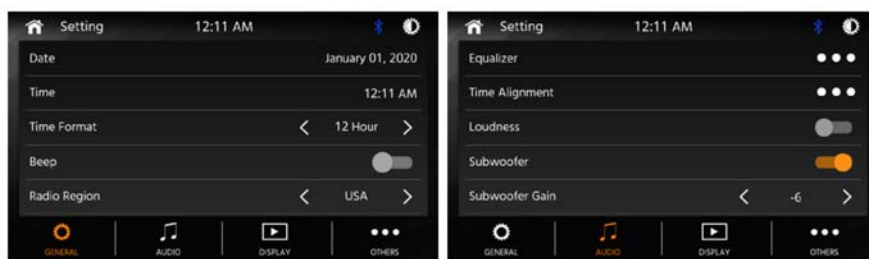 Setting 12:11 AM
Date January 01, 2020
Time 12:11 AM
Time Format 12 Hour
Beep
Radio Region USA
GENERAL AUDIO DISPLAY OTHERS
Setting 12:11 AM
Equalizer
Time Alignment
Loudness
Subwoofer
Subwoofer Gain -6
GENERAL AUDIO DISPLAY OTHERS